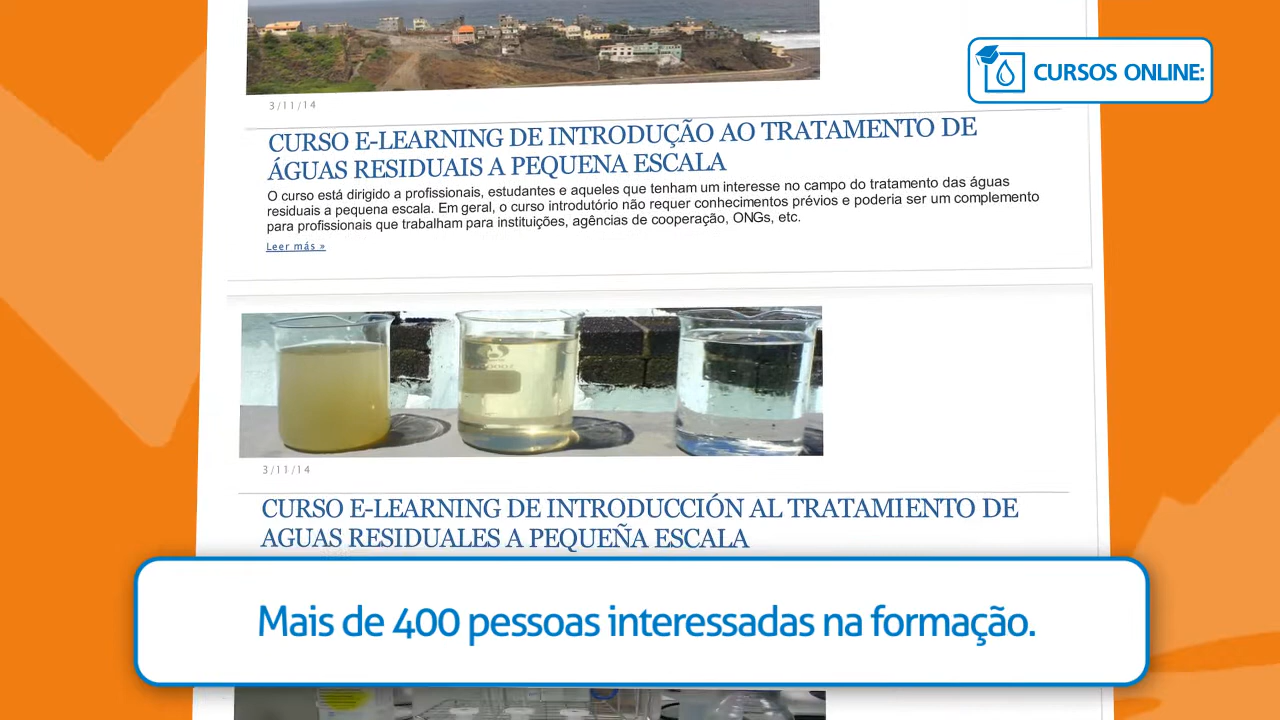 CURSOS ONLINE:
3/11/14
CURSO E-LEARNING DE INTRODUÇÃO AO TRATAMENTO DE
ÁGUAS RESIDUAIS A PEQUENA ESCALA
O curso está dirigido a profissionais, estudantes e aqueles que tenham um interesse no campo do tratamento das águas
residuais a pequena escala. Em geral, o curso introdutório não requer conhecimentos prévios e poderia ser um complemento
para profissionais que trabalham para instituições, agências de cooperação, ONGs, etc.
Leer más »
3/11/14
CURSO E-LEARNING DE INTRODUCCIÓN AL TRATAMIENTO DE
AGUAS RESIDUALES A PEQUEÑA ESCALA
Mais de 400 pessoas interessadas na formação.